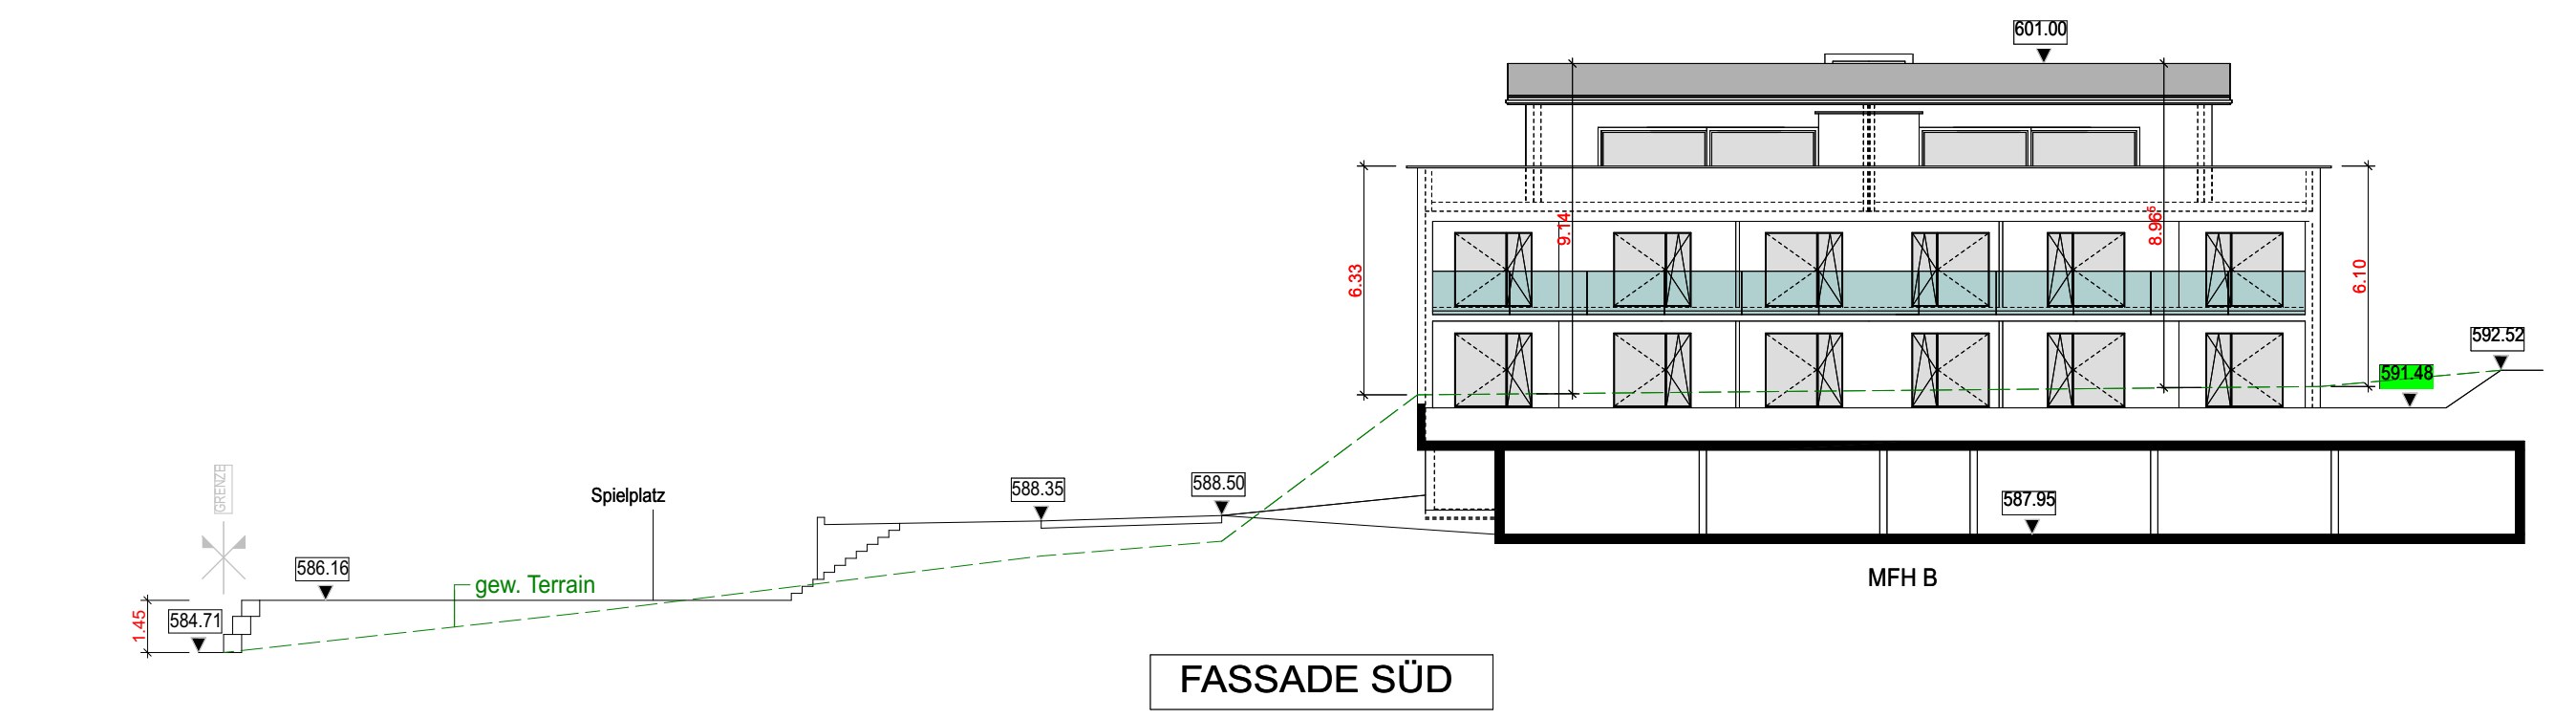 601.00
9.14
8.96⁵
6.33
6.10
592.52
591.48
GRENZE
Spielplatz
588.35
588.50
587.95
586.16
gew. Terrain
MFH B
1.45
584.71
FASSADE SÜD